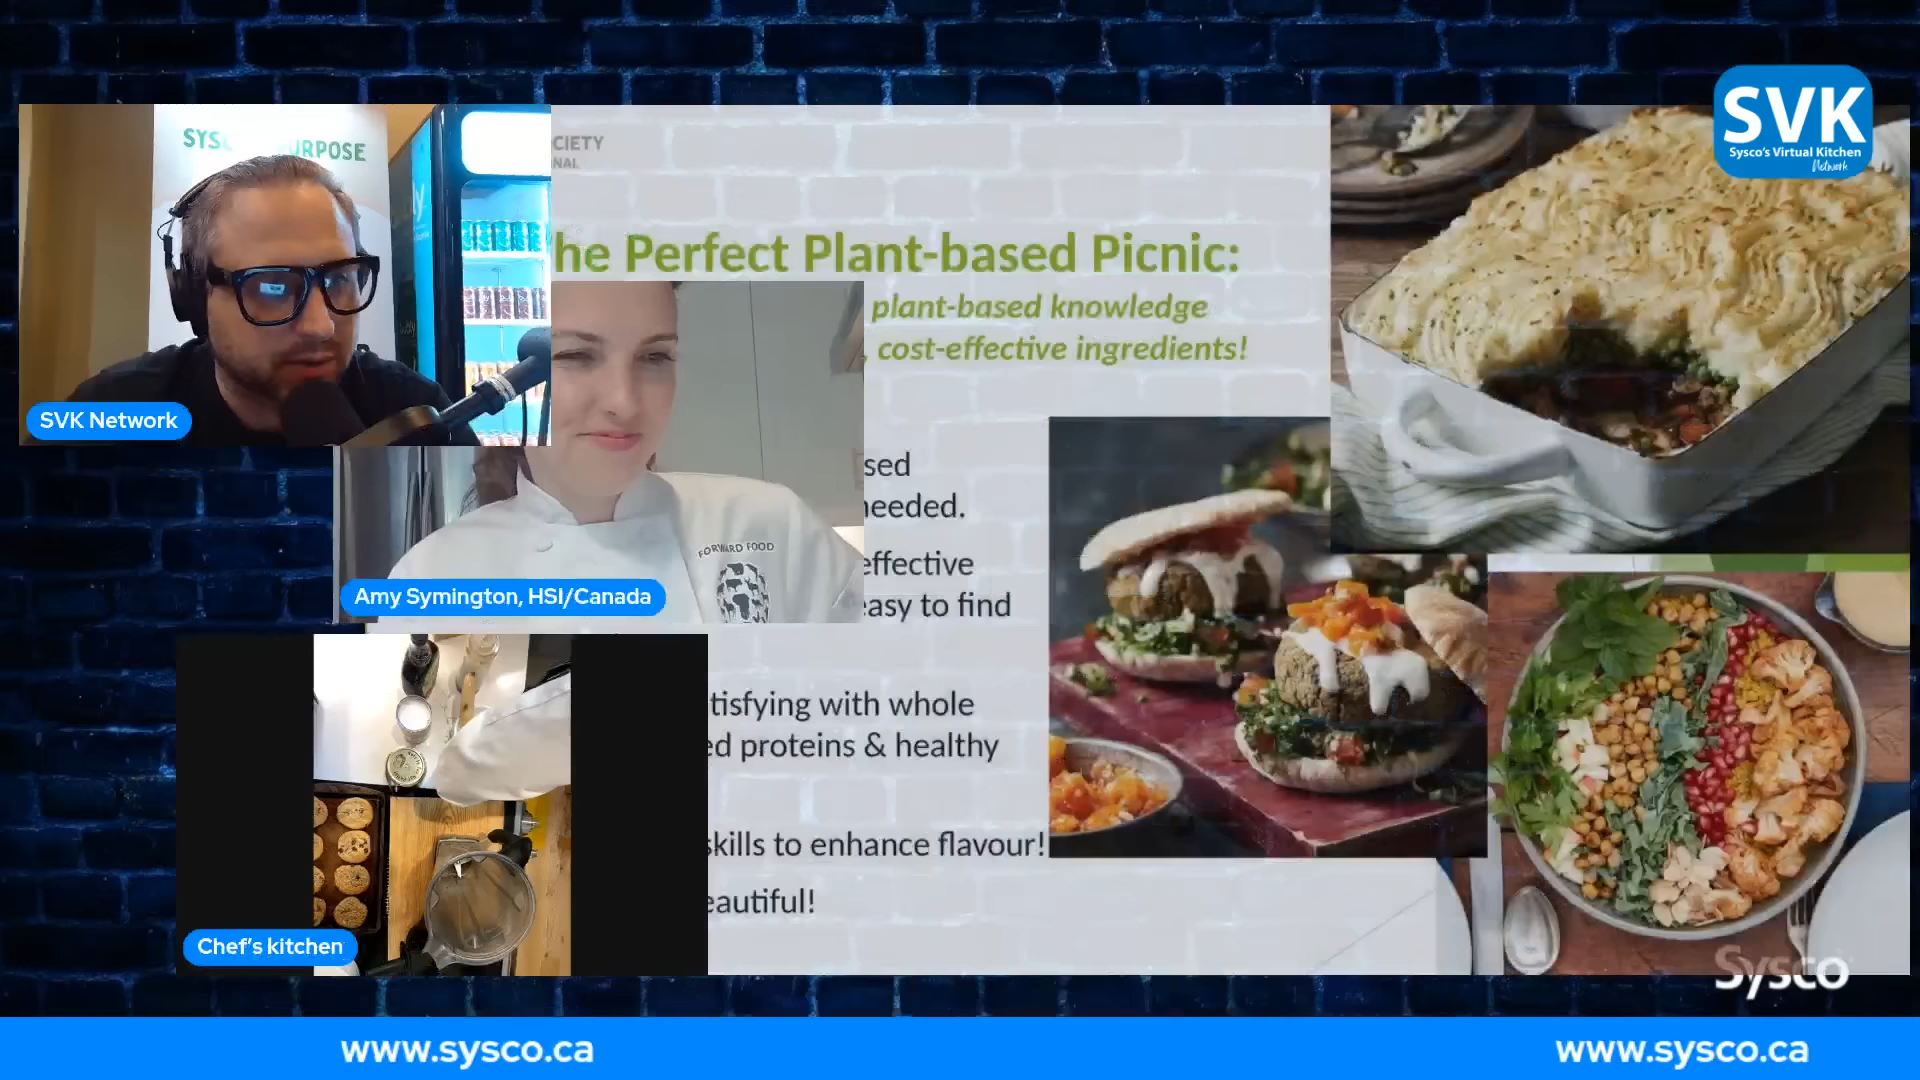 SVK
Sysco's Virtual Kitchen
Network
SYS
URPOSE
CIETY
NAL
he Perfect Plant-based Picnic:
plant-based knowledge
, cost-effective ingredients!
SVK Network
sed
needed.
FORWARD FOOD
effective
Amy Symington, HSI/Canada
easy to find
tisfying with whole
ed proteins & healthy
skills to enhance flavour!
eautiful!
Chef's kitchen
Sysco
www.sysco.ca
www.sysco.ca